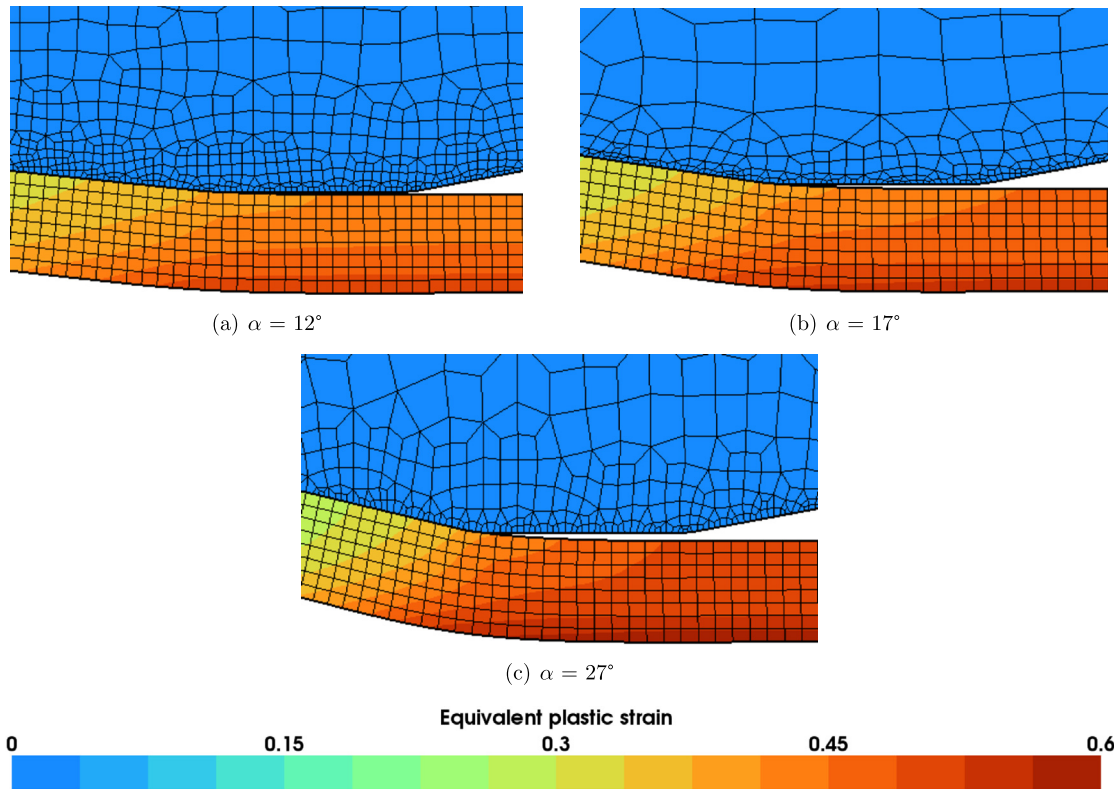 (a) α = 12°
(b) α = 17°
(c) α = 27°
Equivalent plastic strain
0 0.15 0.3 0.45 0.6